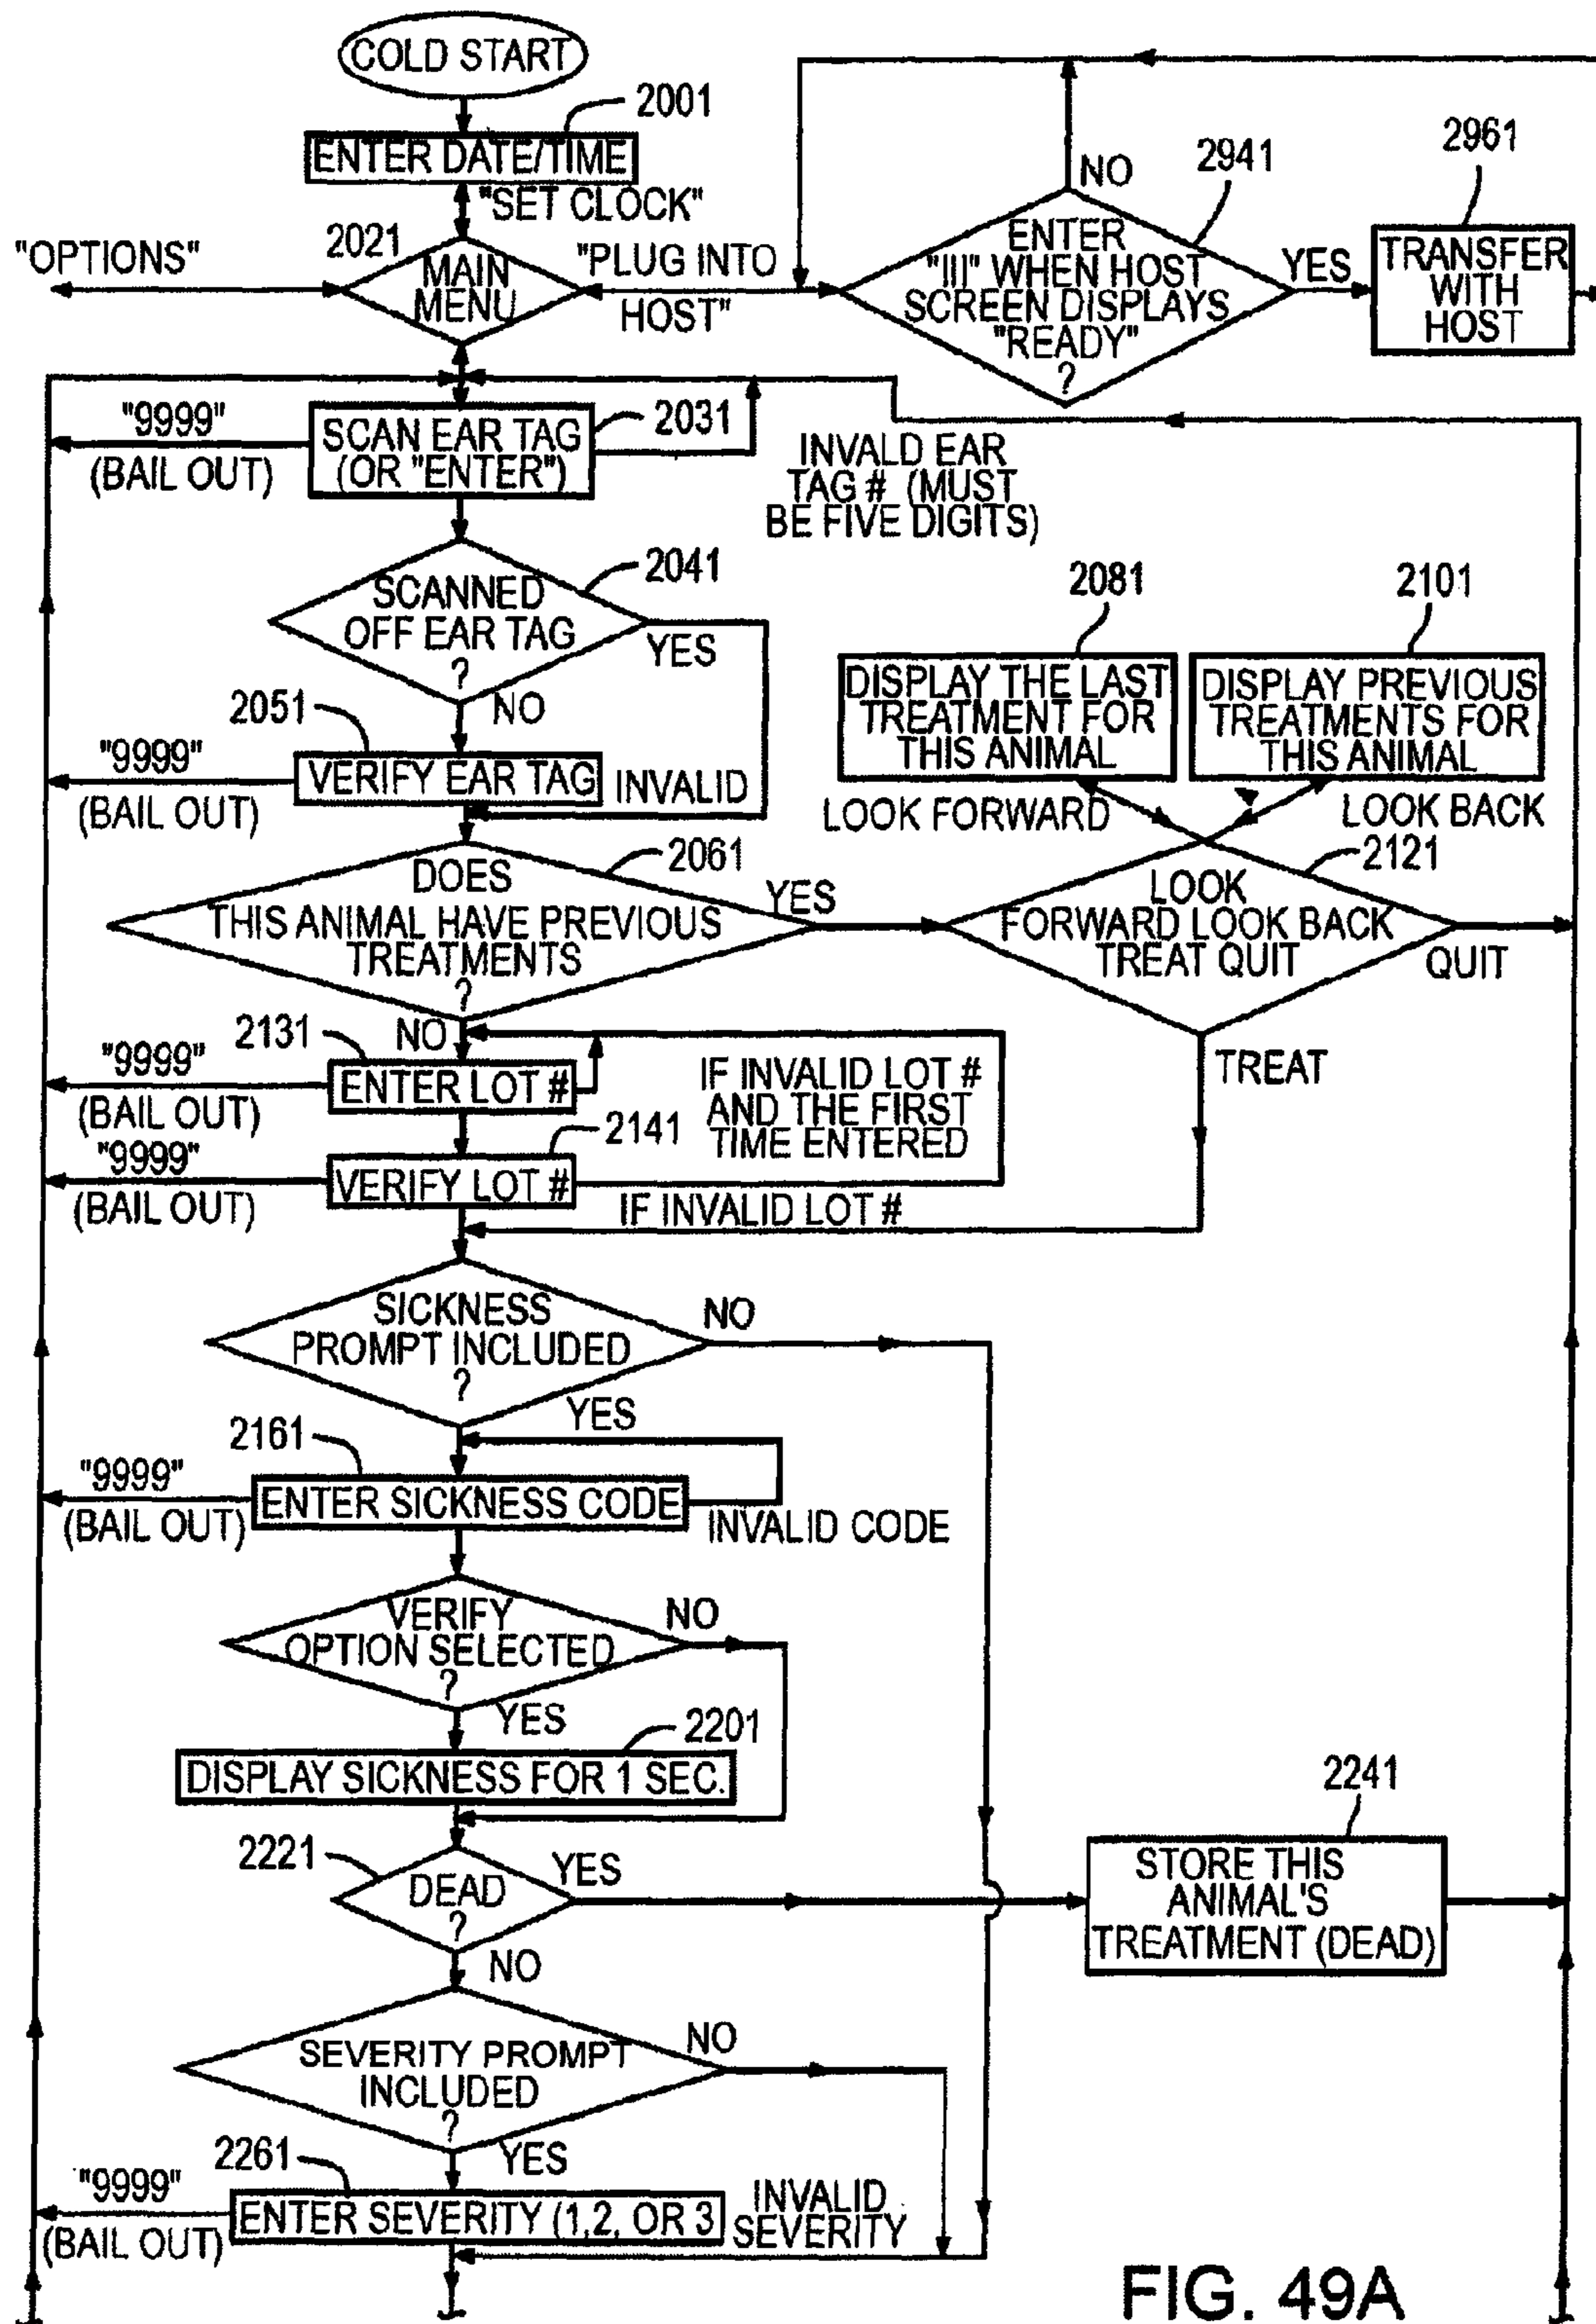 COLD START
2001
ENTER DATE/TIME
"SET CLOCK"
2021
"OPTIONS"
MAIN
MENU
"PLUG INTO
HOST"
NO
2941
ENTER
"|||" WHEN HOST
SCREEN DISPLAYS
"READY"
?
YES
2961
TRANSFER
WITH
HOST
"9999"
(BAIL OUT)
SCAN EAR TAG
(OR "ENTER")
2031
INVALD EAR
TAG # (MUST
BE FIVE DIGITS)
SCANNED
OFF EAR TAG
?
2041
YES
NO
2051
"9999"
(BAIL OUT)
VERIFY EAR TAG
INVALID
2081
DISPLAY THE LAST
TREATMENT FOR
THIS ANIMAL
2101
DISPLAY PREVIOUS
TREATMENTS FOR
THIS ANIMAL
LOOK FORWARD
LOOK BACK
2061
DOES
THIS ANIMAL HAVE PREVIOUS
TREATMENTS
?
YES
2121
LOOK
FORWARD LOOK BACK
TREAT QUIT
QUIT
TREAT
NO
2131
"9999"
(BAIL OUT)
ENTER LOT #
IF INVALID LOT #
AND THE FIRST
TIME ENTERED
2141
"9999"
(BAIL OUT)
VERIFY LOT #
IF INVALID LOT #
SICKNESS
PROMPT INCLUDED
?
NO
YES
2161
"9999"
(BAIL OUT)
ENTER SICKNESS CODE
INVALID CODE
VERIFY
OPTION SELECTED
?
NO
YES
2201
DISPLAY SICKNESS FOR 1 SEC.
2221
DEAD
?
YES
2241
STORE THIS
ANIMAL'S
TREATMENT (DEAD)
NO
SEVERITY PROMPT
INCLUDED
?
NO
YES
2261
"9999"
(BAIL OUT)
ENTER SEVERITY (1,2, OR 3
INVALID
SEVERITY
FIG. 49A